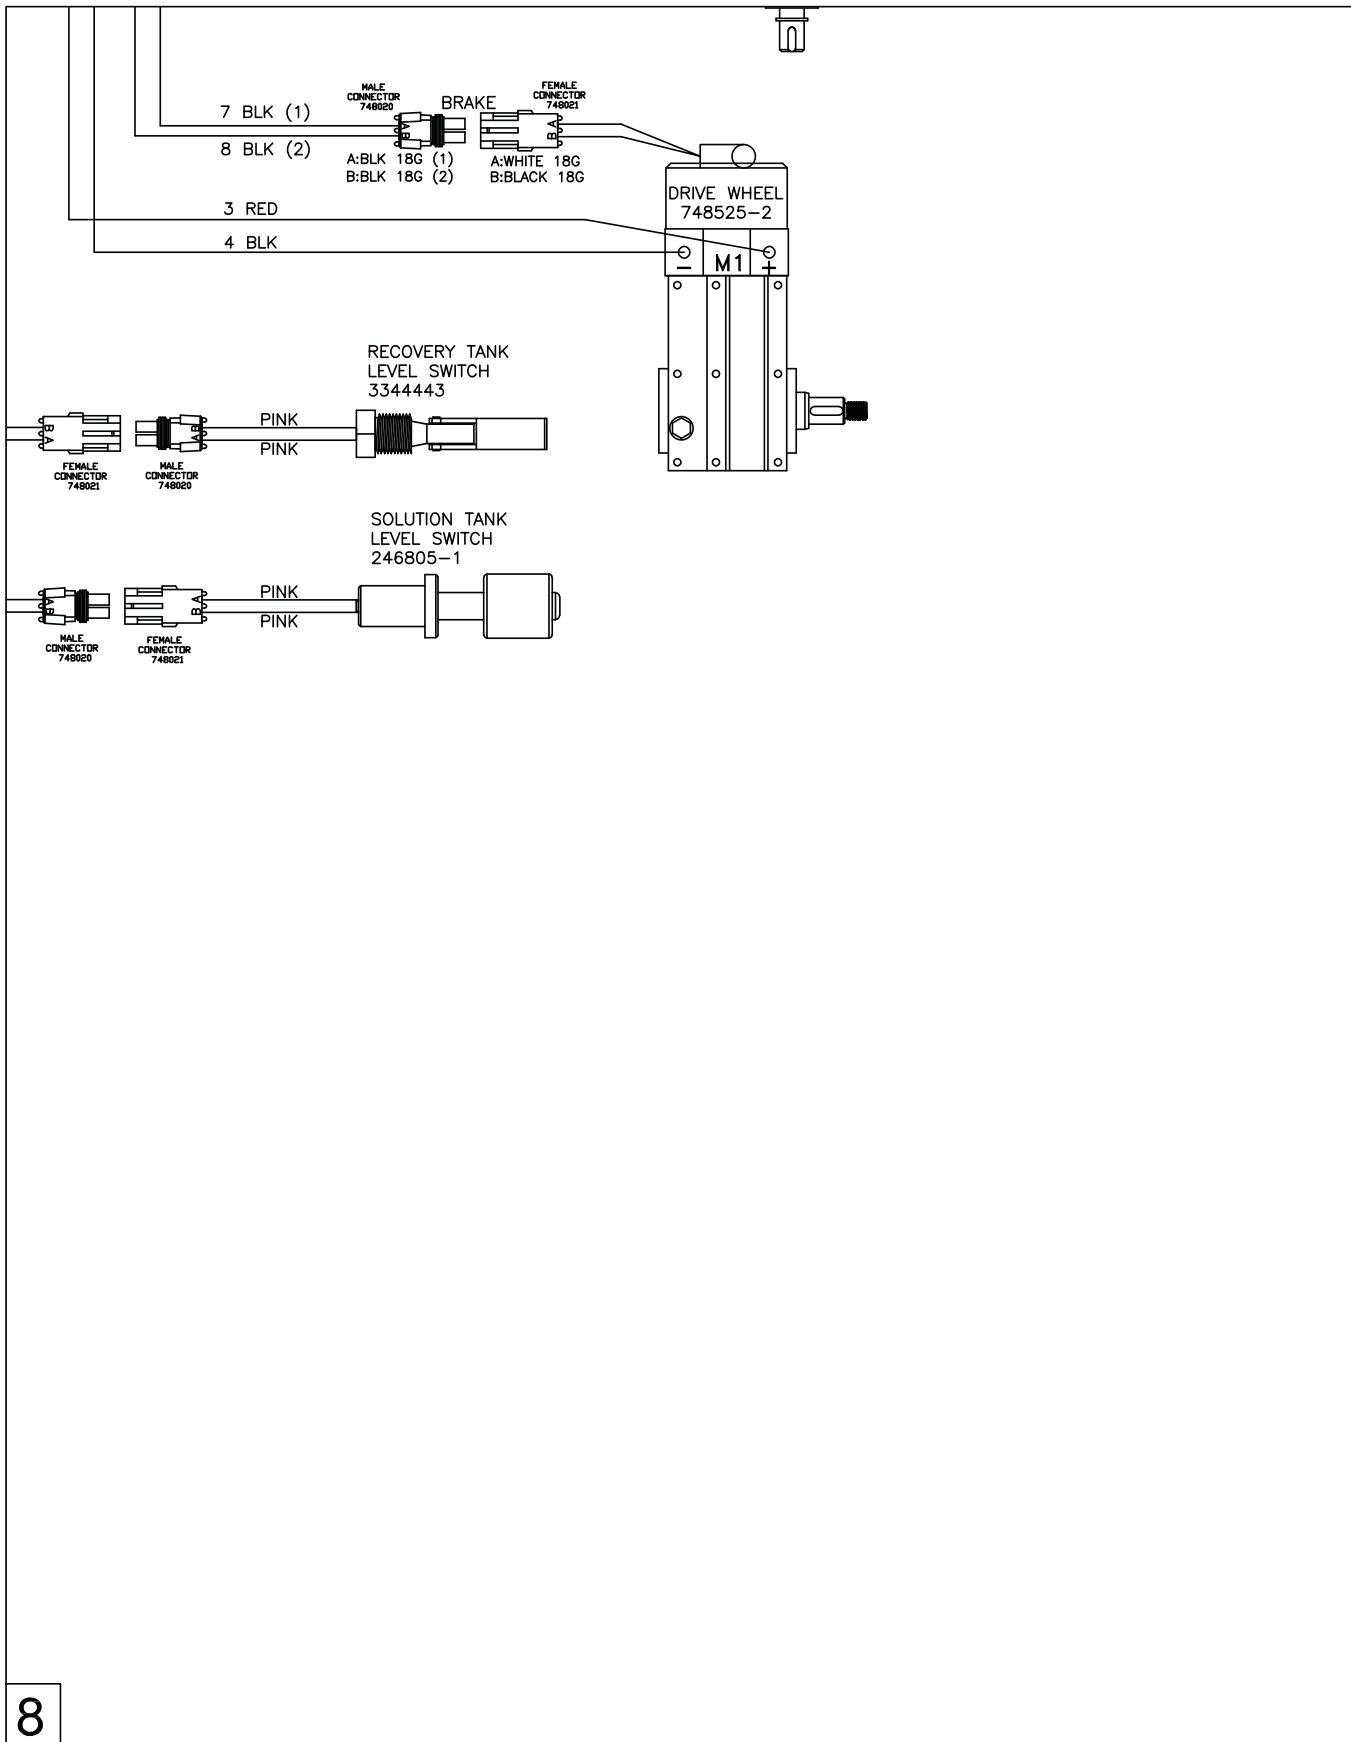 MALE
CONNECTOR
748020
BRAKE
FEMALE
CONNECTOR
748021
7 BLK (1)
8 BLK (2)
A
B
A
B
A:BLK 18G (1)
B:BLK 18G (2)
A:WHITE 18G
B:BLACK 18G
DRIVE WHEEL
748525-2
3 RED
4 BLK
- M1 +
RECOVERY TANK
LEVEL SWITCH
3344443
B
A
B
A
PINK
PINK
FEMALE
CONNECTOR
748021
MALE
CONNECTOR
748020
SOLUTION TANK
LEVEL SWITCH
246805-1
A
B
A
B
PINK
PINK
MALE
CONNECTOR
748020
FEMALE
CONNECTOR
748021
8